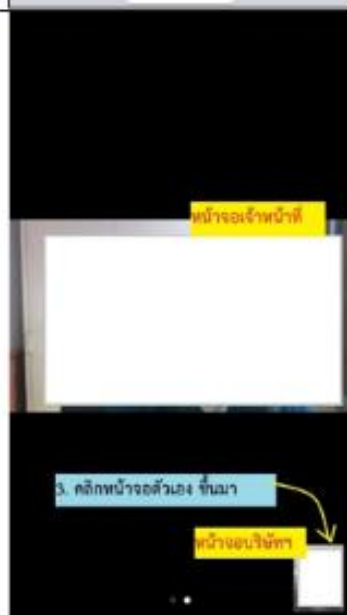 หน้าจอเจ้าหน้าที่
3. คลิกหน้าจอตัวเอง ขึ้นมา
หน้าจอบริษัทฯ